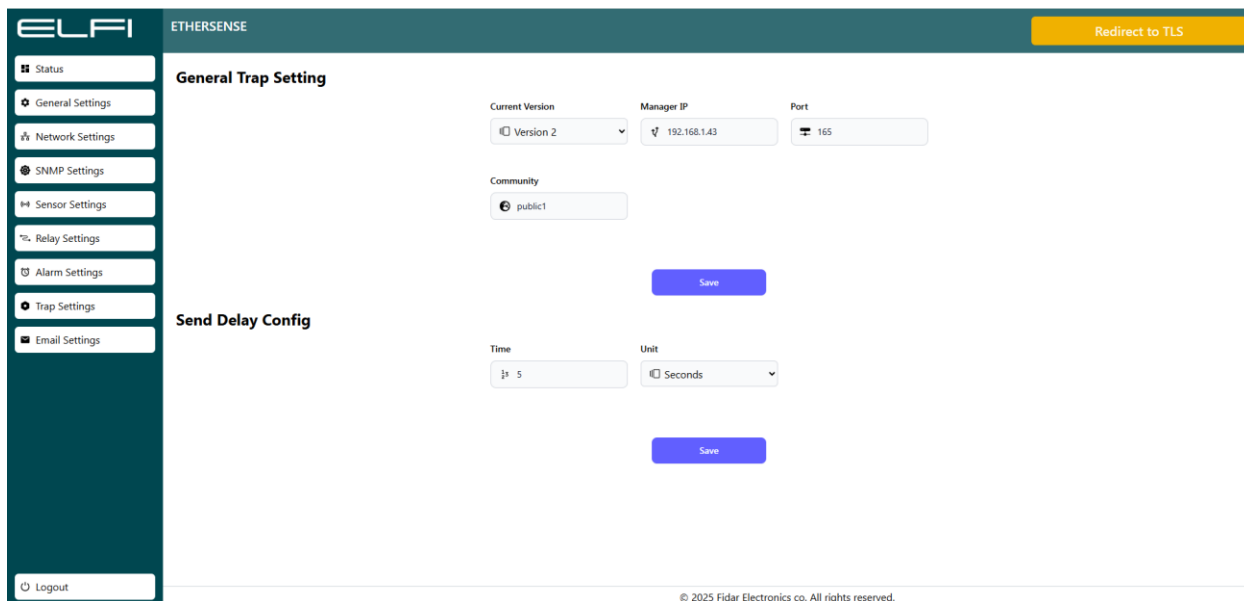 ELFI
ETHERSENSE
Redirect to TLS
Status
General Settings
Network Settings
SNMP Settings
Sensor Settings
Relay Settings
Alarm Settings
Trap Settings
Email Settings
Logout
General Trap Setting
Current Version Manager IP Port
Version 2 192.168.1.43 165
Community
public1
Save
Send Delay Config
Time Unit
5 Seconds
Save
© 2025 Fidar Electronics co. All rights reserved.